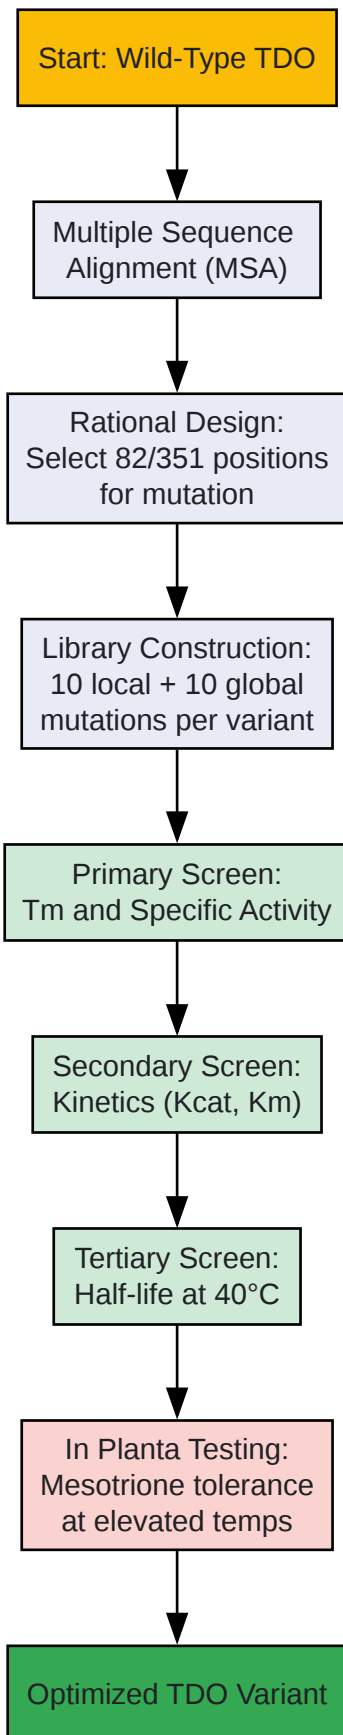 Start: Wild-Type TDO
Multiple Sequence
Alignment (MSA)
Rational Design:
Select 82/351 positions
for mutation
Library Construction:
10 local + 10 global
mutations per variant
Primary Screen:
Tm and Specific Activity
Secondary Screen:
Kinetics (Kcat, Km)
Tertiary Screen:
Half-life at 40°C
In Planta Testing:
Mesotrione tolerance
at elevated temps
Optimized TDO Variant